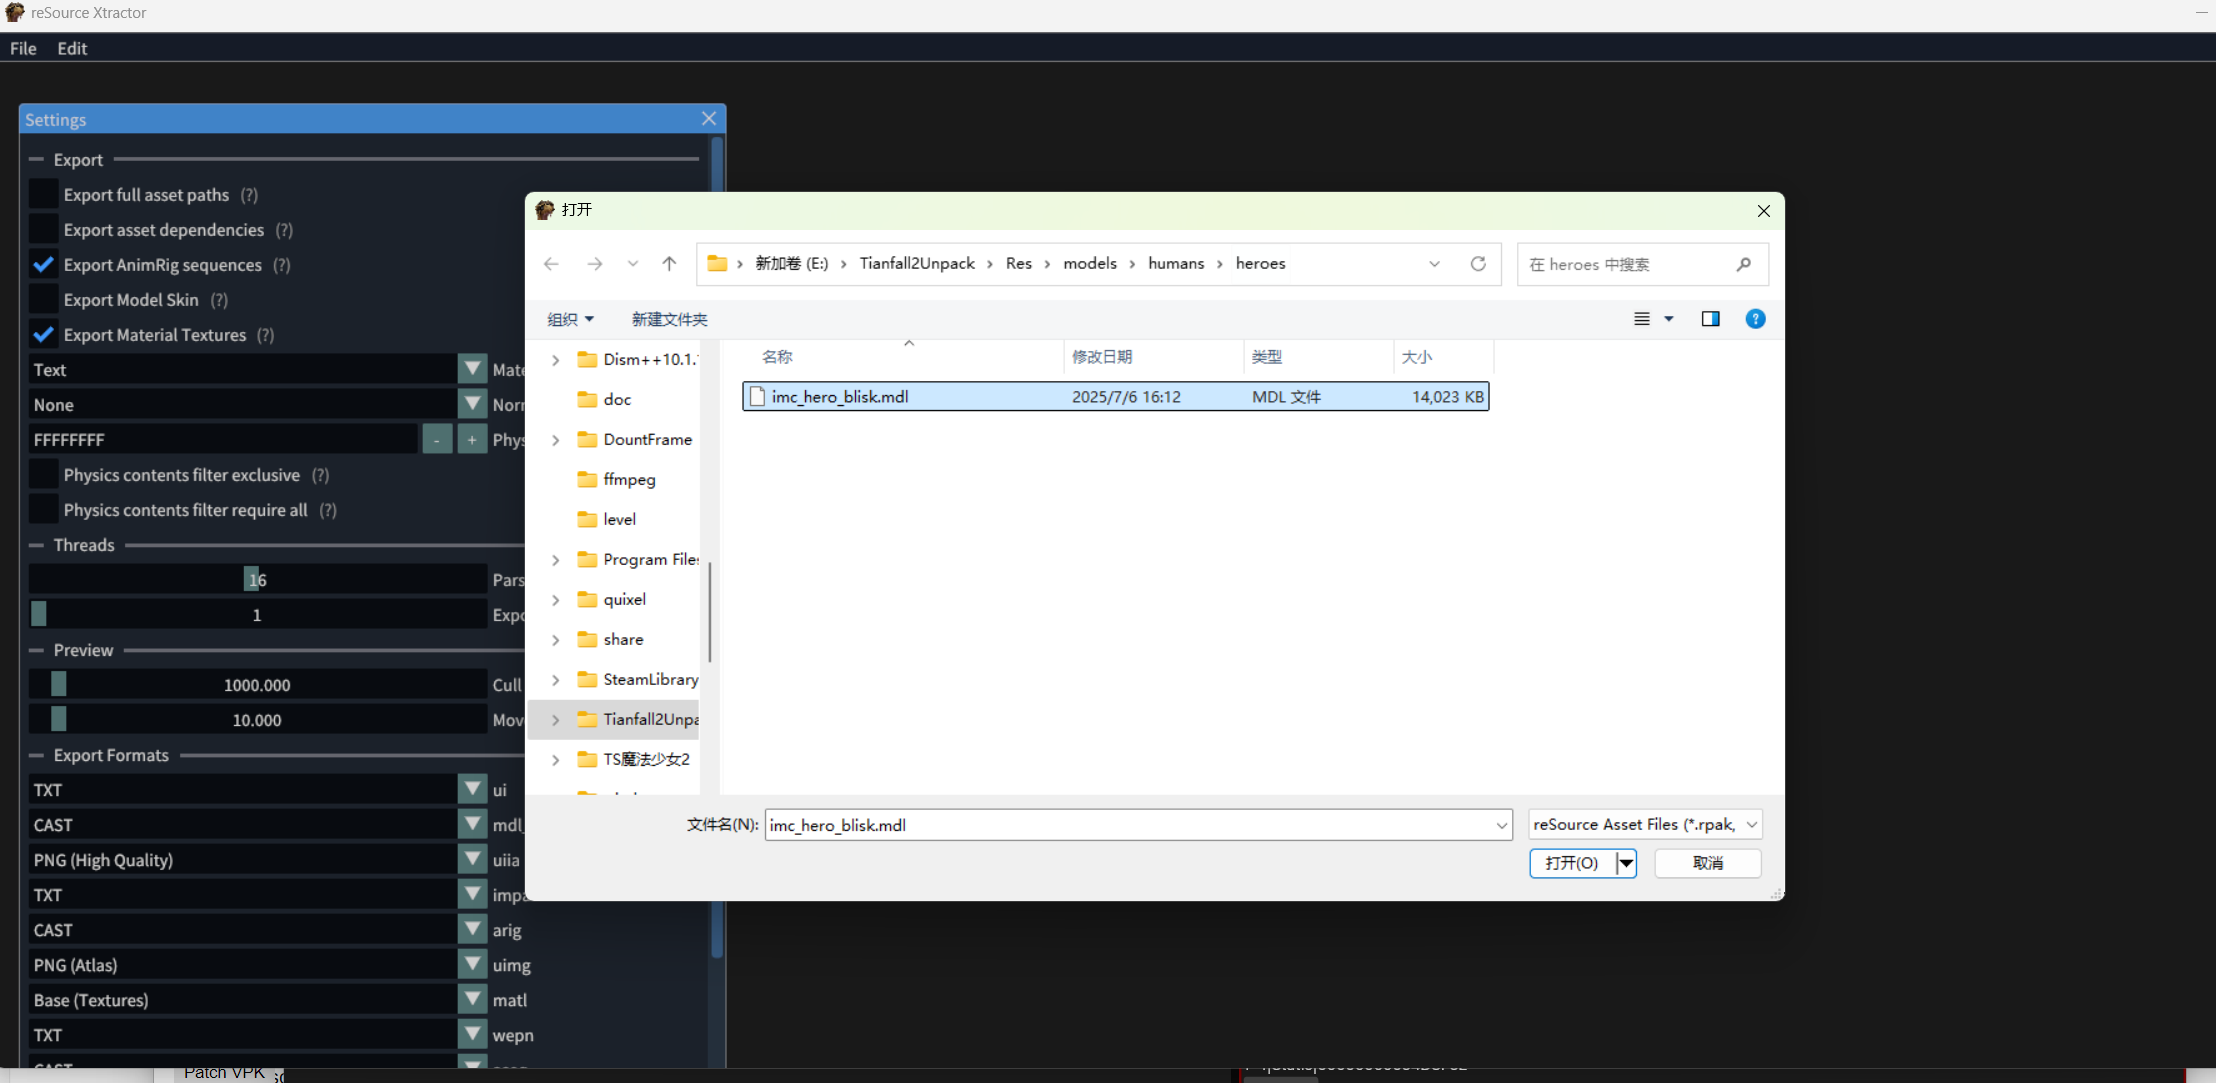 reSource Xtractor
File Edit
Settings
Export
Export full asset paths (?)
Export asset dependencies (?)
Export AnimRig sequences (?)
Export Model Skin (?)
Export Material Textures (?)
Text Mate
None Norr
FFFFFFFF - + Phys
Physics contents filter exclusive (?)
Physics contents filter require all (?)
Threads
16 Pars
1 Expo
Preview
1000.000 Cull
10.000 Mov
Export Formats
TXT ui
CAST mdl_
PNG (High Quality) uiia
TXT impa
CAST arig
PNG (Atlas) uimg
Base (Textures) matl
TXT wepn
打开
新加卷 (E:) › Tianfall2Unpack › Res › models › humans › heroes
在 heroes 中搜索
组织 新建文件夹
Dism++10.1.
doc
DountFrame
ffmpeg
level
Program Files
quixel
share
SteamLibrary
Tianfall2Unpa
TS魔法少女2
名称 修改日期 类型 大小
imc_hero_blisk.mdl 2025/7/6 16:12 MDL 文件 14,023 KB
文件名(N): imc_hero_blisk.mdl reSource Asset Files (*.rpak,
打开(O) 取消
Patch VPK